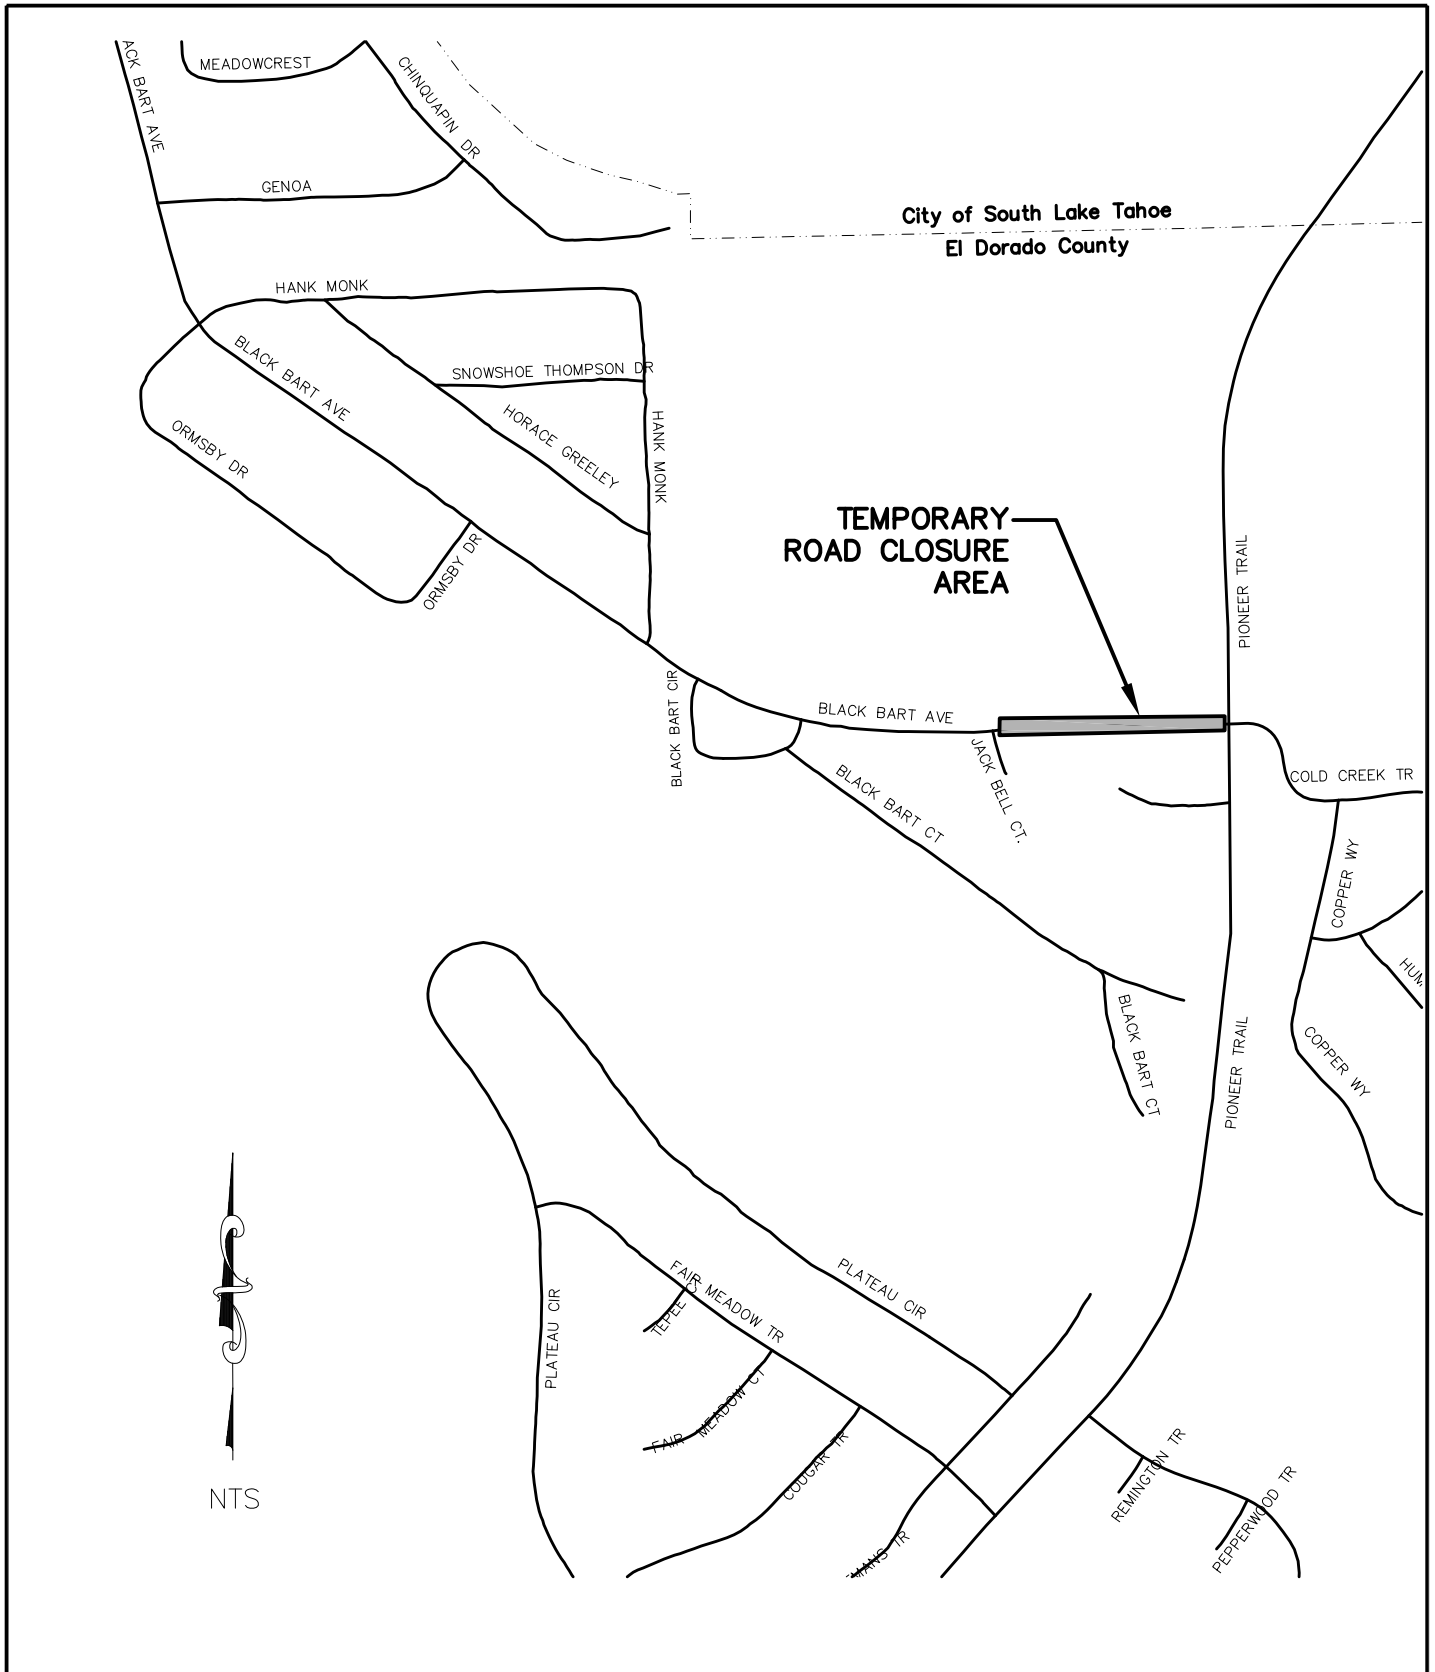 MEADOWCREST
CHINQUAPIN DR
ACK BART AVE
GENOA
City of South Lake Tahoe
El Dorado County
HANK MONK
BLACK BART AVE
SNOWSHOE THOMPSON DR
HORACE GREELEY
HANK MONK
ORMSBY DR
ORMSBY DR
TEMPORARY
ROAD CLOSURE
AREA
PIONEER TRAIL
BLACK BART CIR
BLACK BART AVE
JACK BELL CT.
BLACK BART CT
COLD CREEK TR
COPPER WY
HUM
BLACK BART CT
PIONEER TRAIL
COPPER WY
PLATEAU CIR
FAIR MEADOW TR
TEPEE CT
PLATEAU CIR
FAIR MEADOW CT
COUGAR TR
MANS TR
REMINGTON TR
PEPPERWOOD TR
NTS